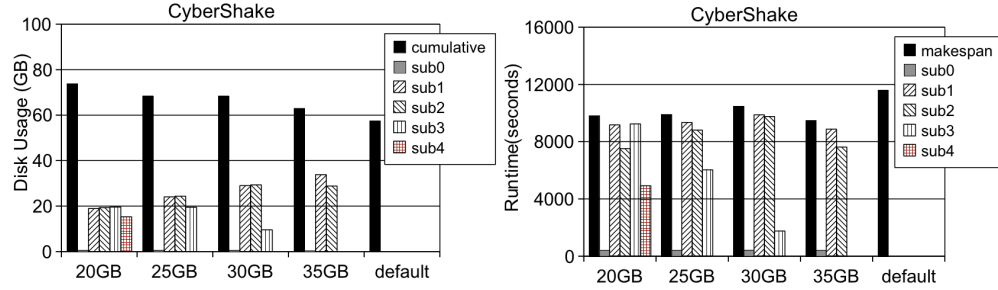 CyberShake
100
80
60
40
20
0
Disk Usage (GB)
cumulative
sub0
sub1
sub2
sub3
sub4
20GB 25GB 30GB 35GB default
CyberShake
16000
12000
8000
4000
0
Runtime(seconds)
makespan
sub0
sub1
sub2
sub3
sub4
20GB 25GB 30GB 35GB default